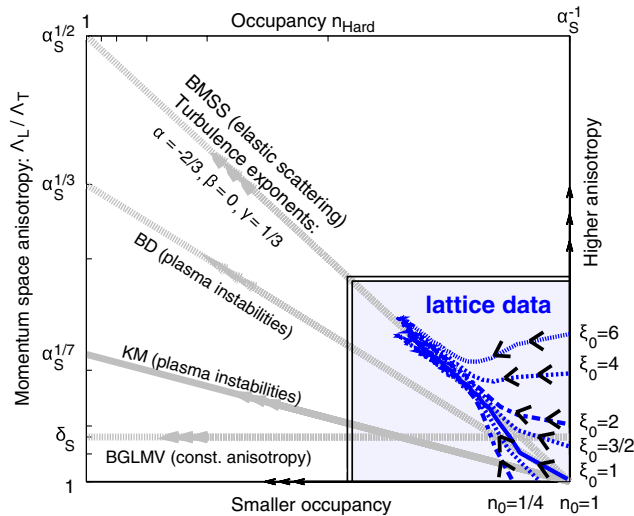 1
Occupancy n_Hard
α_S^-1
α_S^1/2
α_S^1/3
α_S^1/7
δ_S
1
Momentum space anisotropy: Λ_L / Λ_T
BMSS (elastic scattering)
Turbulence exponents:
α = -2/3 , β = 0 , γ = 1/3
BD (plasma instabilities)
KM (plasma instabilities)
BGLMV (const. anisotropy)
lattice data
Higher anisotropy
ξ_0=6
ξ_0=4
ξ_0=2
ξ_0=3/2
ξ_0=1
Smaller occupancy
n_0=1/4
n_0=1